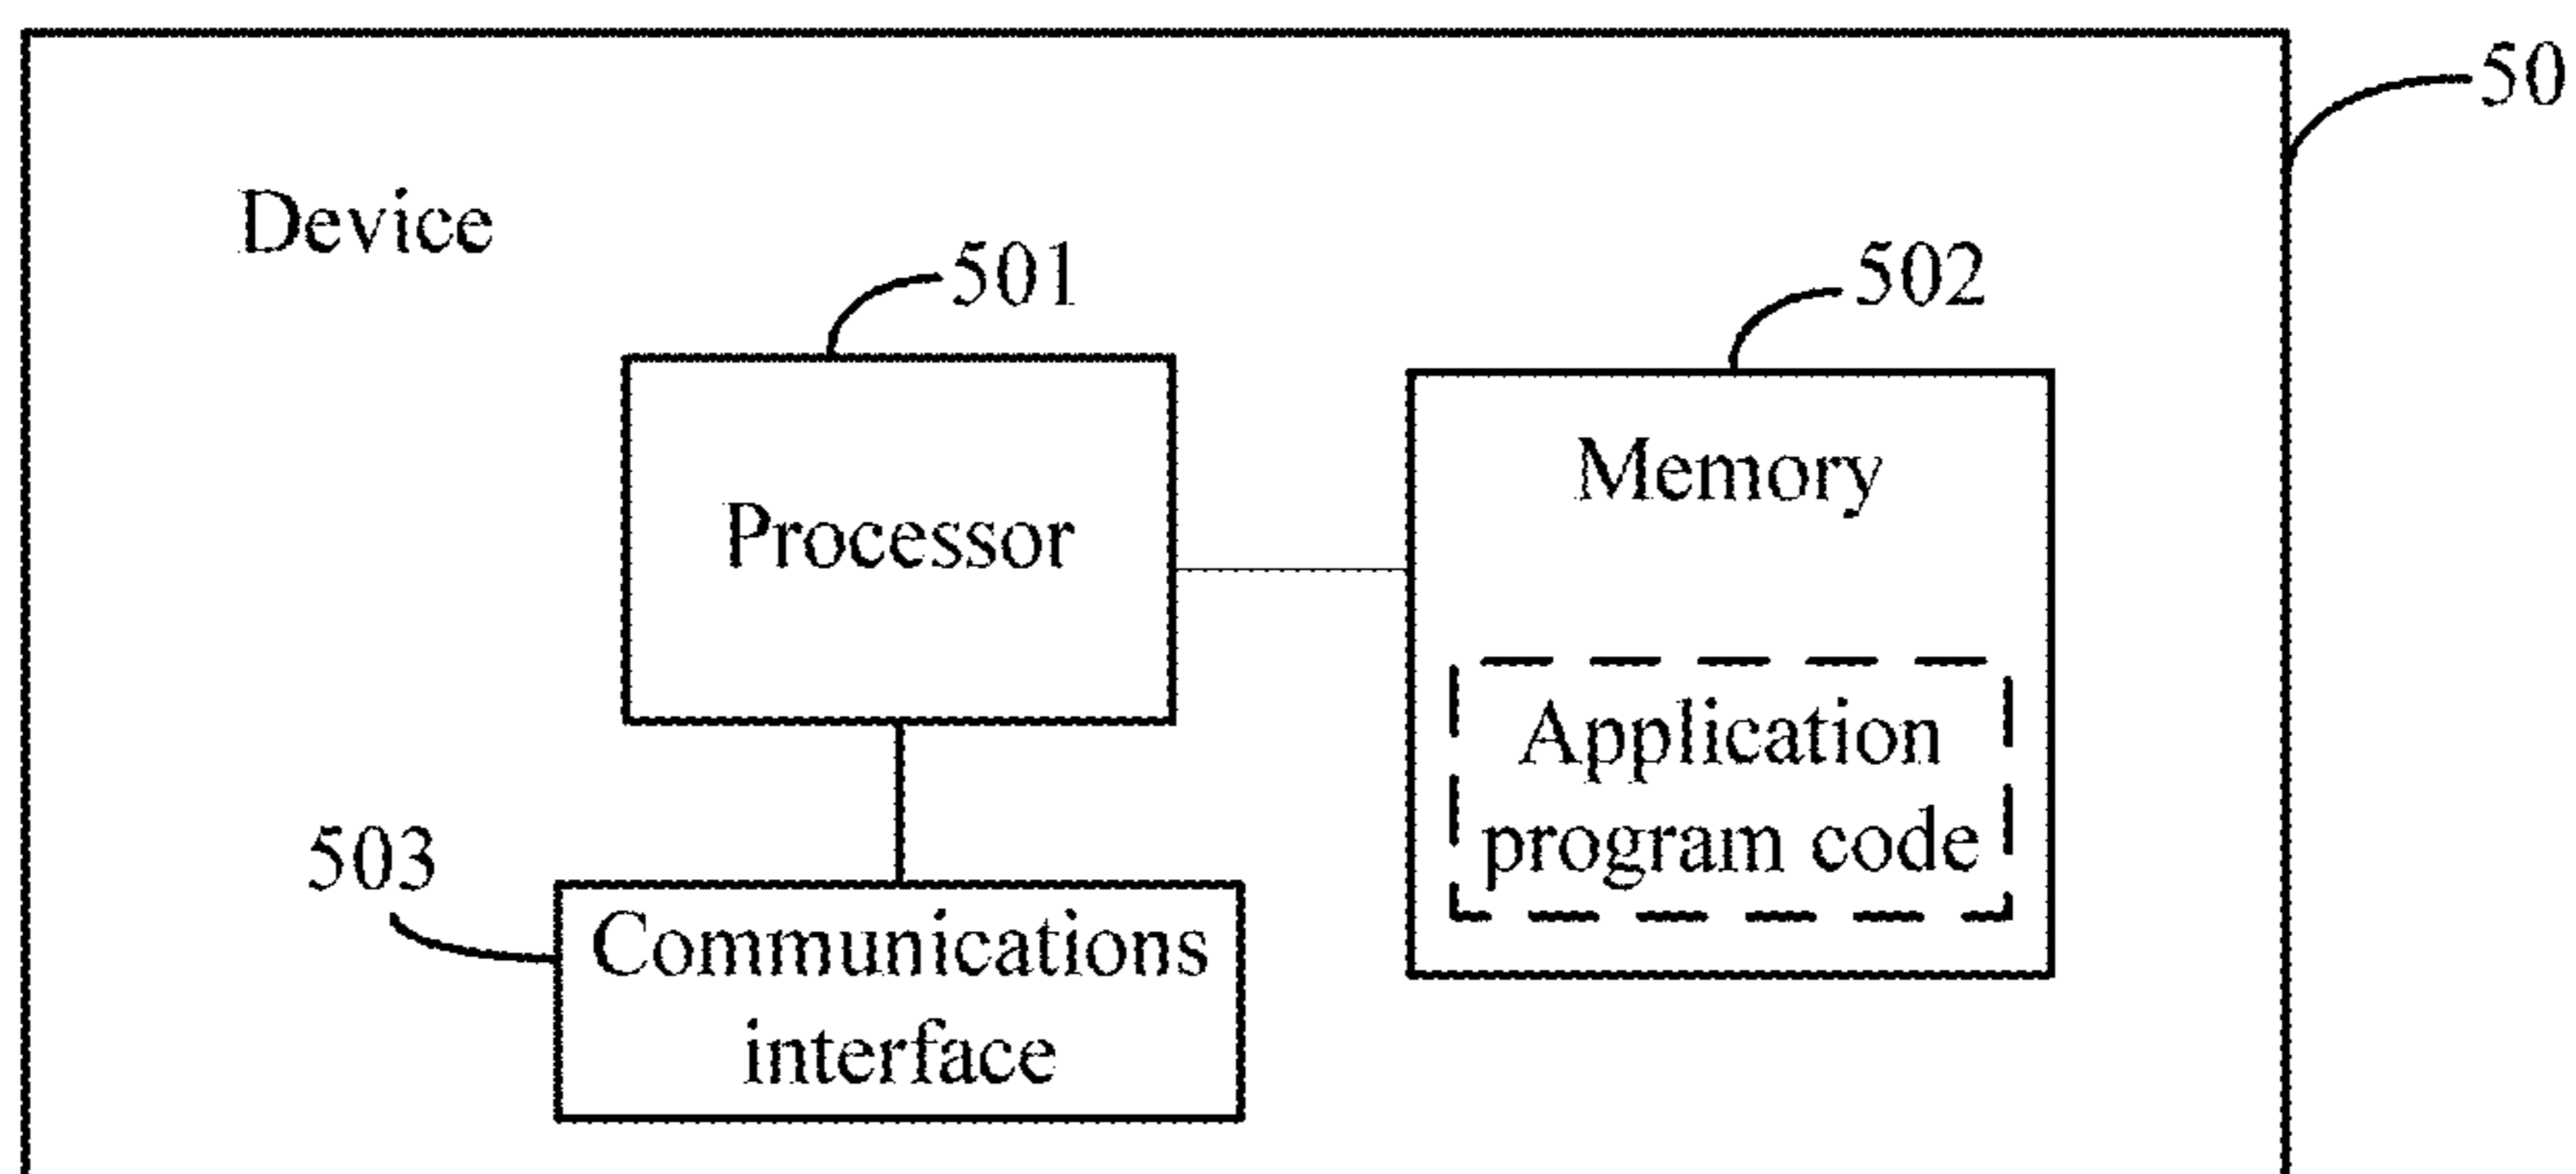 50
Device
501
502
Processor
Memory
Application
program code
503
Communications
interface